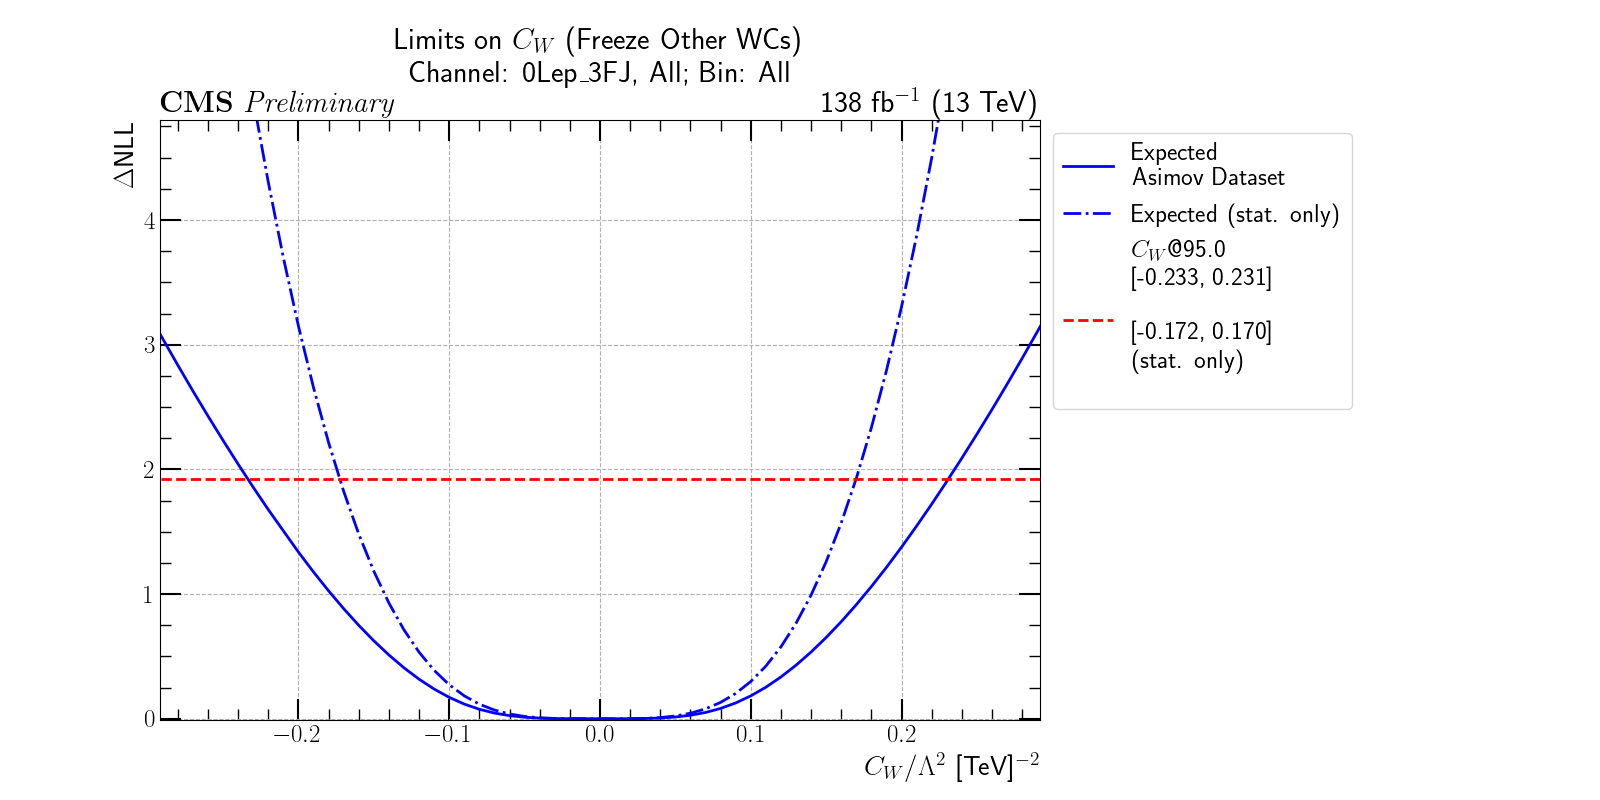 Limits on C_W (Freeze Other WCs)
Channel: 0Lep_3FJ, All; Bin: All
CMS Preliminary
138 fb⁻¹ (13 TeV)
ΔNLL
4
3
2
1
0
−0.2
−0.1
0.0
0.1
0.2
C_W/Λ² [TeV]⁻²
Expected
Asimov Dataset
Expected (stat. only)
C_W@95.0
[-0.233, 0.231]
[-0.172, 0.170]
(stat. only)